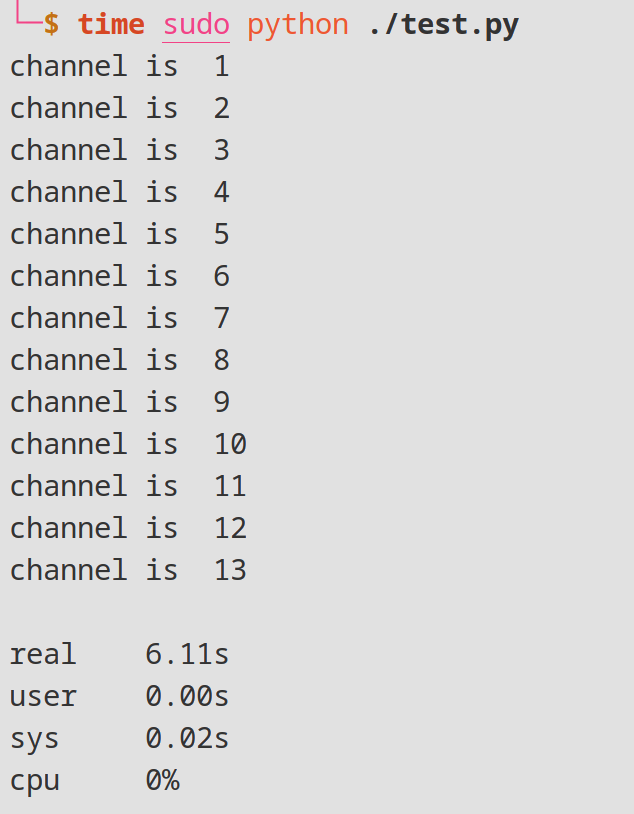 └─$ time sudo python ./test.py
channel is  1
channel is  2
channel is  3
channel is  4
channel is  5
channel is  6
channel is  7
channel is  8
channel is  9
channel is  10
channel is  11
channel is  12
channel is  13

real    6.11s
user    0.00s
sys     0.02s
cpu     0%